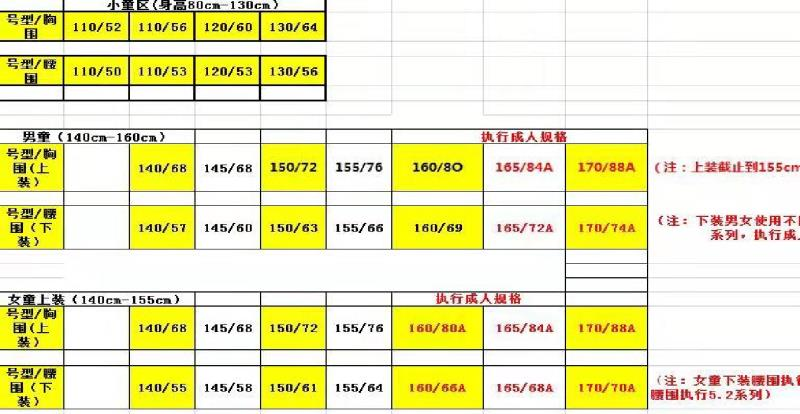 小童区(身高80cm-130cm)
号型/胸围 110/52 110/56 120/60 130/64
号型/腰围 110/50 110/53 120/53 130/56
男童（140cm-160cm） 执行成人规格
号型/胸围(上装) 140/68 145/68 150/72 155/76 160/80 165/84A 170/88A （注：上装截止到155cm
号型/腰围（下装） 140/57 145/60 150/63 155/66 160/69 165/72A 170/74A （注：下装男女使用不
系列，执行成
女童上装（140cm-155cm） 执行成人规格
号型/胸围(上装) 140/68 145/68 150/72 155/76 160/80A 165/84A 170/88A
号型/腰围（下装） 140/55 145/58 150/61 155/64 160/66A 165/68A 170/70A （注：女童下装腰围执
腰围执行5.2系列）